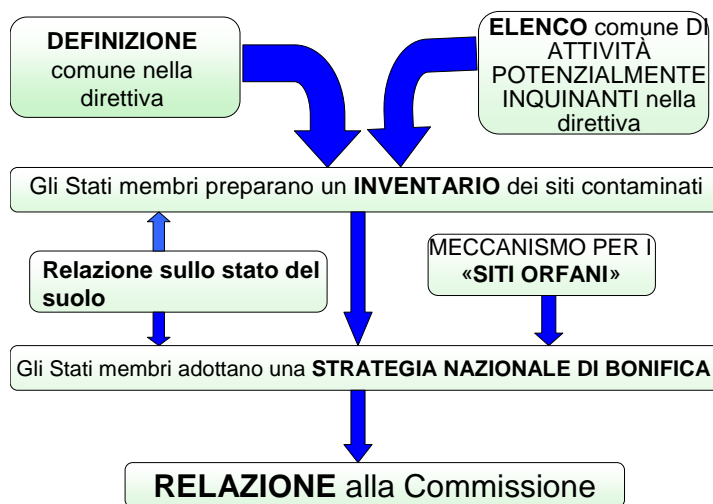 DEFINIZIONE
comune nella
direttiva
ELENCO comune DI
ATTIVITÀ
POTENZIALMENTE
INQUINANTI nella
direttiva
Gli Stati membri preparano un INVENTARIO dei siti contaminati
Relazione sullo stato del
suolo
MECCANISMO PER I
«SITI ORFANI»
Gli Stati membri adottano una STRATEGIA NAZIONALE DI BONIFICA
RELAZIONE alla Commissione